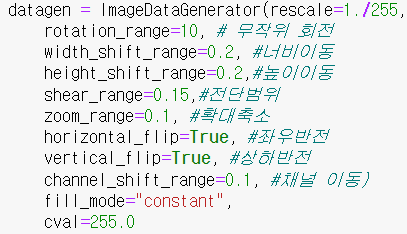 datagen = ImageDataGenerator(rescale=1./255,
rotation_range=10, # 무작위 회전
width_shift_range=0.2, #너비이동
height_shift_range=0.2,#높이이동
shear_range=0.15,#전단범위
zoom_range=0.1, #확대축소
horizontal_flip=True, #좌우반전
vertical_flip=True, #상하반전
channel_shift_range=0.1, #채널 이동)
fill_mode="constant",
cval=255.0